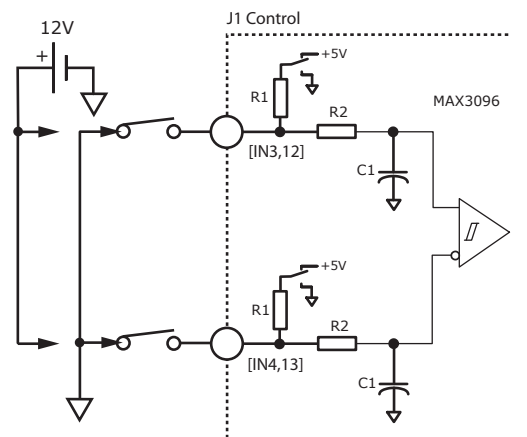 J1 Control
12V
+
+5V
R1
R2
MAX3096
[IN3,12]
C1
+5V
R1
R2
[IN4,13]
C1